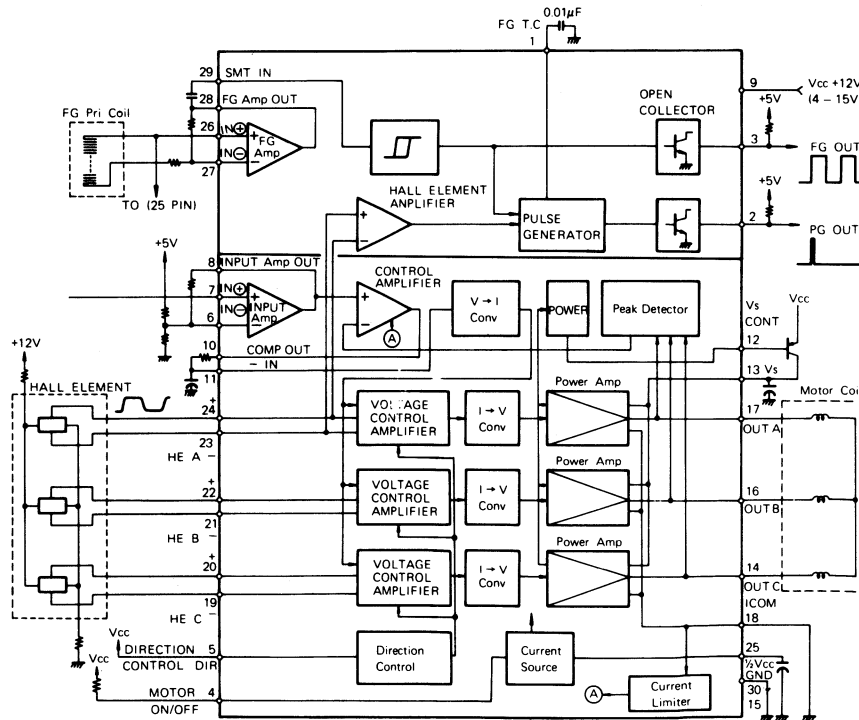 0.01µF
FG T.C
1
29 SMT IN
28 FG Amp OUT
FG Pri Coil
26 IN⊕
+
FG
Amp
IN⊖
−
27
TO (25 PIN)
OPEN
COLLECTOR
9
Vcc +12V
(4 – 15V
+5V
3
FG OUT
HALL ELEMENT
ANPLIFIER
+
−
PULSE
GENERATOR
+5V
2
PG OUT
+5V
8 INPUT Amp OUT
7 IN⊕
+
INPUT
Amp
IN⊖
−
6
CONTROL
AMPLIFIER
+
−
A
V → I
Conv
POWER
Peak Detector
Vs
CONT
Vcc
12
10
COMP OUT
− IN
11
13 Vs
+12V
HALL ELEMENT
+
24
23
HE A −
VOLTAGE
CONTROL
AMPLIFIER
I → V
Conv
Power Amp
17
OUT A
Motor Coi
+
22
21
HE B −
VOLTAGE
CONTROL
AMPLIFIER
I → V
Conv
Power Amp
16
OUT B
+
20
19
HE C −
VOLTAGE
CONTROL
AMPLIFIER
I → V
Conv
Power Amp
14
OUT C
ICOM
18
Vcc
DIRECTION 5
CONTROL DIR
Direction
Control
Current
Source
25
½Vcc
GND
30
15
Vcc
MOTOR 4
ON/OFF
A
Current
Limiter